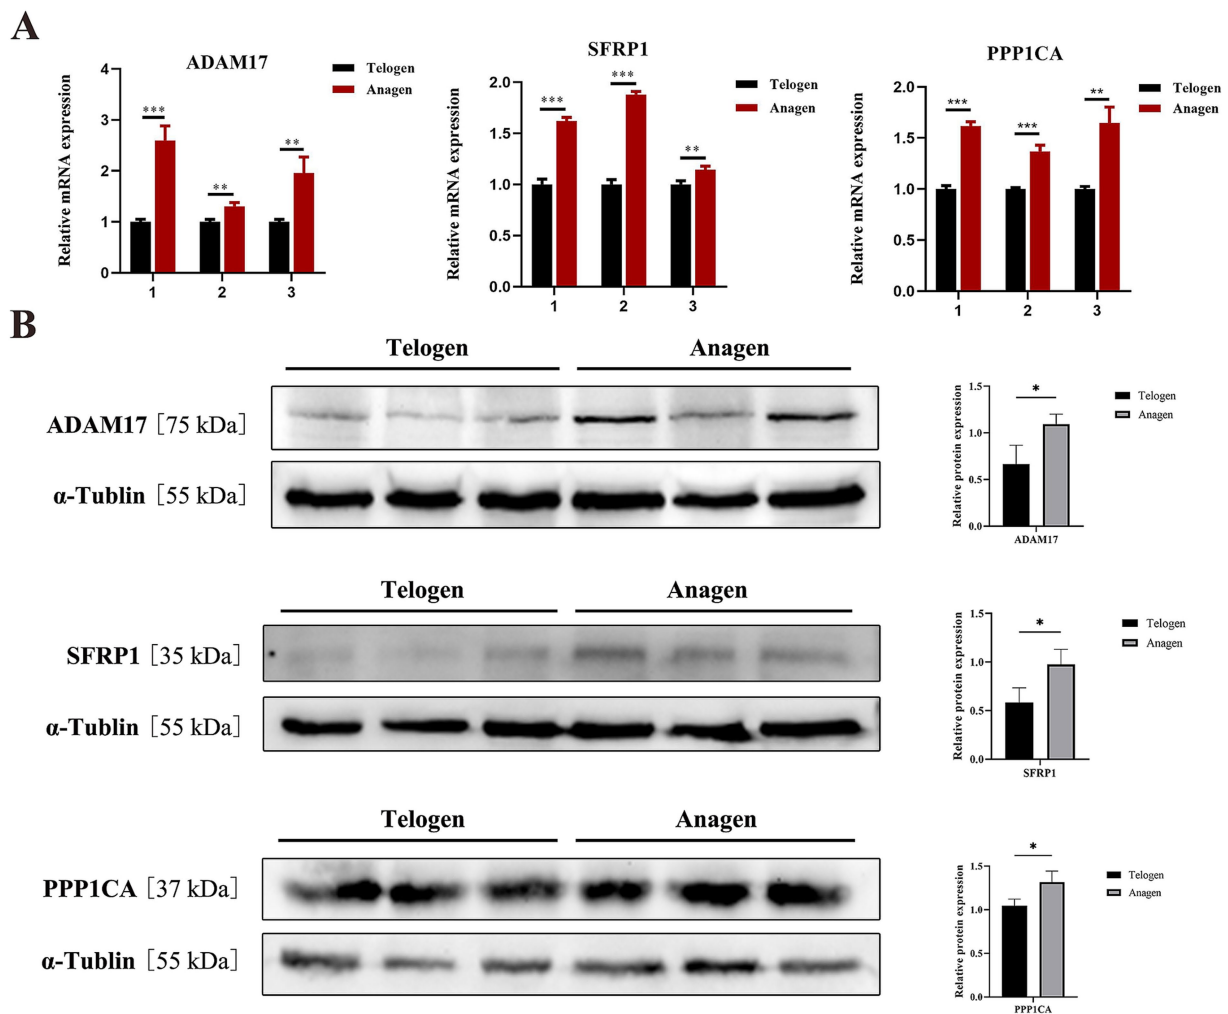 A
ADAM17
Telogen
Anagen
Relative mRNA expression
4
3
2
1
0
***
**
**
1 2 3
SFRP1
Telogen
Anagen
Relative mRNA expression
2.0
1.5
1.0
0.5
0.0
***
***
**
1 2 3
PPP1CA
Telogen
Anagen
Relative mRNA expression
2.0
1.5
1.0
0.5
0.0
***
***
**
1 2 3
B
Telogen Anagen
ADAM17 [75 kDa]
α-Tublin [55 kDa]
Relative protein expression
1.5
1.0
0.5
0.0
*
Telogen
Anagen
ADAM17
Telogen Anagen
SFRP1 [35 kDa]
α-Tublin [55 kDa]
Relative protein expression
1.5
1.0
0.5
0.0
*
Telogen
Anagen
SFRP1
Telogen Anagen
PPP1CA [37 kDa]
α-Tublin [55 kDa]
Relative protein expression
1.5
1.0
0.5
0.0
*
Telogen
Anagen
PPP1CA